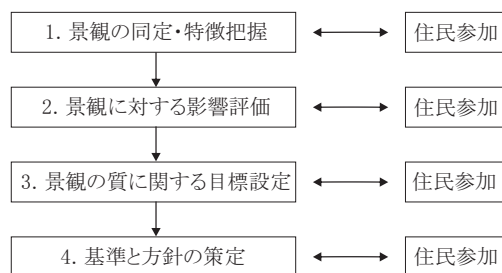 1. 景観の同定・特徴把握
住民参加
2. 景観に対する影響評価
住民参加
3. 景観の質に関する目標設定
住民参加
4. 基準と方針の策定
住民参加